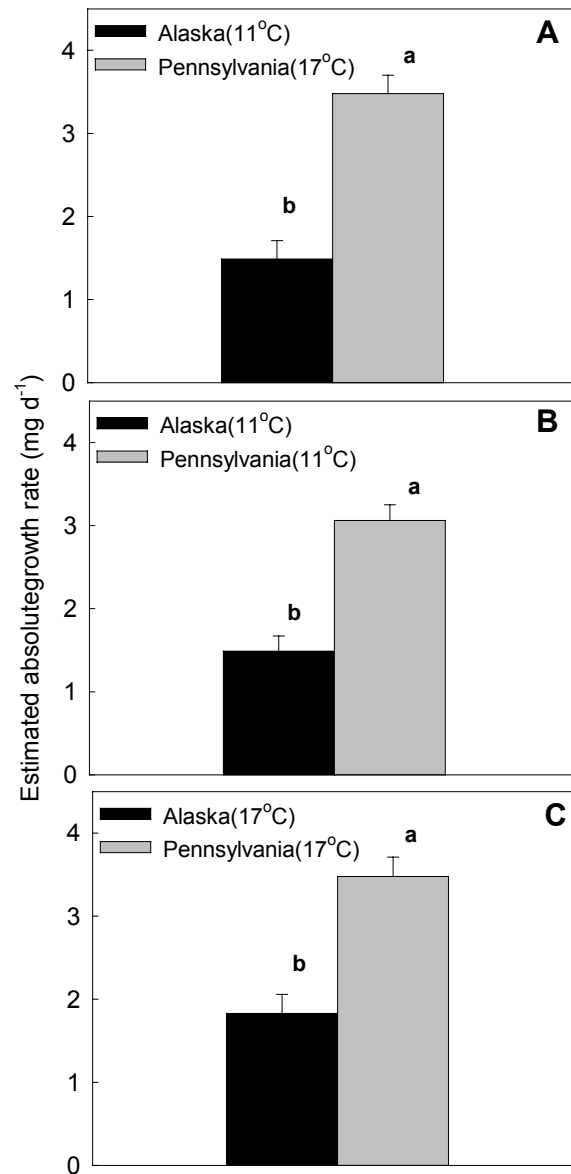 Estimated absolutegrowth rate (mg d⁻¹)
Alaska(11°C)
Pennsylvania(17°C)
A
a
b
4
3
2
1
0
Alaska(11°C)
Pennsylvania(11°C)
B
a
b
4
3
2
1
0
Alaska(17°C)
Pennsylvania(17°C)
C
a
b
4
3
2
1
0